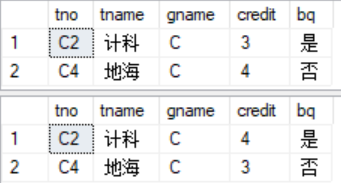 tno tname gname credit bq
1 C2 计科 C 3 是
2 C4 地海 C 4 否
tno tname gname credit bq
1 C2 计科 C 4 是
2 C4 地海 C 3 否